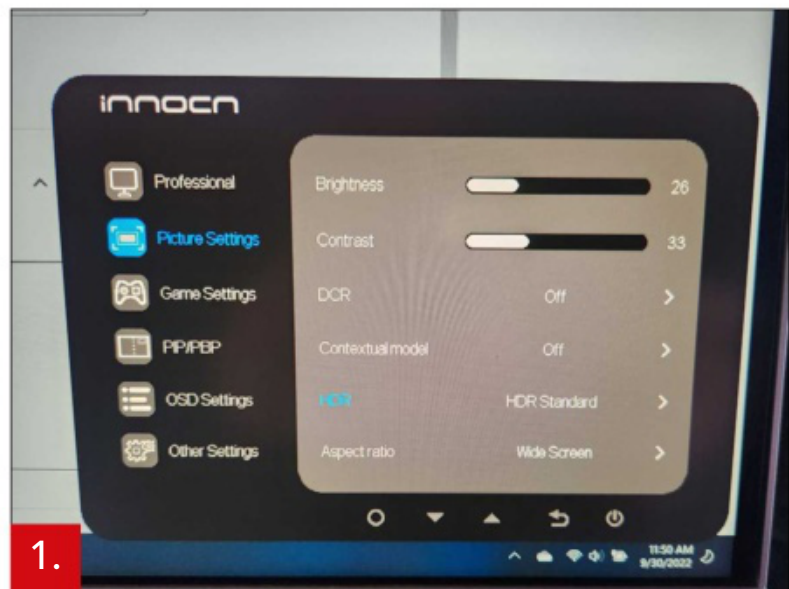 INNOCN
Professional
Picture Settings
Game Settings
PIP/PBP
OSD Settings
Other Settings
Brightness 26
Contrast 33
DCR Off
Contextual model Off
HDR HDR Standard
Aspect ratio Wide Screen
11:50 AM
9/30/2022
1.